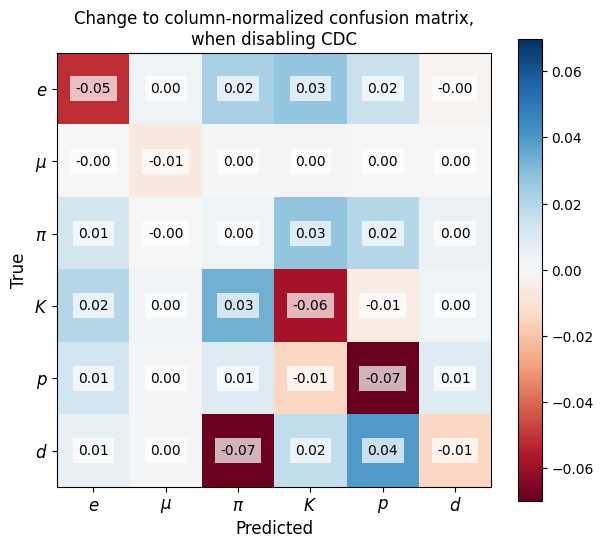 Change to column-normalized confusion matrix,
when disabling CDC
e -0.05 0.00 0.02 0.03 0.02 -0.00
μ -0.00 -0.01 0.00 0.00 0.00 0.00
π 0.01 -0.00 0.00 0.03 0.02 0.00
K 0.02 0.00 0.03 -0.06 -0.01 0.00
p 0.01 0.00 0.01 -0.01 -0.07 0.01
d 0.01 0.00 -0.07 0.02 0.04 -0.01
e μ π K p d
Predicted
True
0.06
0.04
0.02
0.00
−0.02
−0.04
−0.06